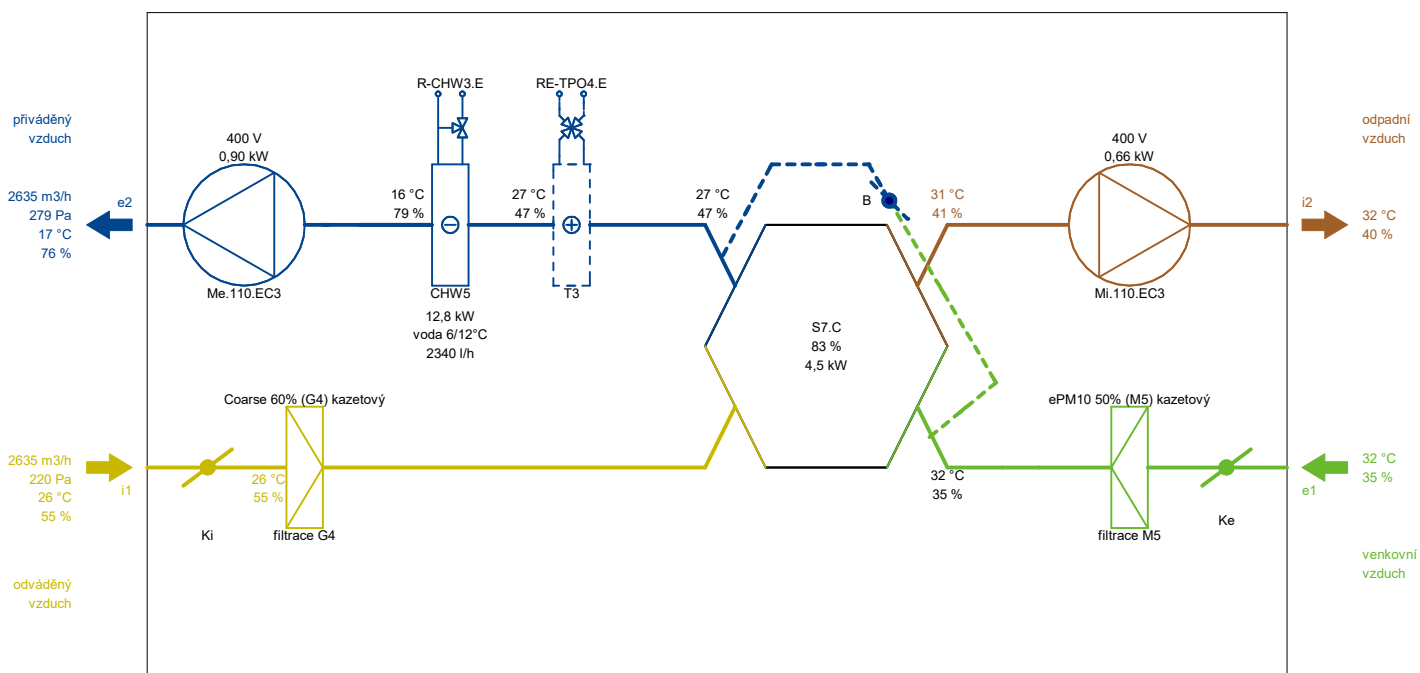 R-CHW3.E
RE-TPO4.E
přiváděný
vzduch
400 V
0,90 kW
400 V
0,66 kW
odpadní
vzduch
2635 m3/h
279 Pa
17 °C
76 %
e2
16 °C
79 %
27 °C
47 %
27 °C
47 %
B
31 °C
41 %
i2
32 °C
40 %
Me.110.EC3
CHW5
T3
Mi.110.EC3
12,8 kW
voda 6/12°C
2340 l/h
S7.C
83 %
4,5 kW
Coarse 60% (G4) kazetový
ePM10 50% (M5) kazetový
2635 m3/h
220 Pa
26 °C
55 %
i1
26 °C
55 %
32 °C
35 %
32 °C
35 %
e1
Ki
filtrace G4
filtrace M5
Ke
odváděný
vzduch
venkovní
vzduch